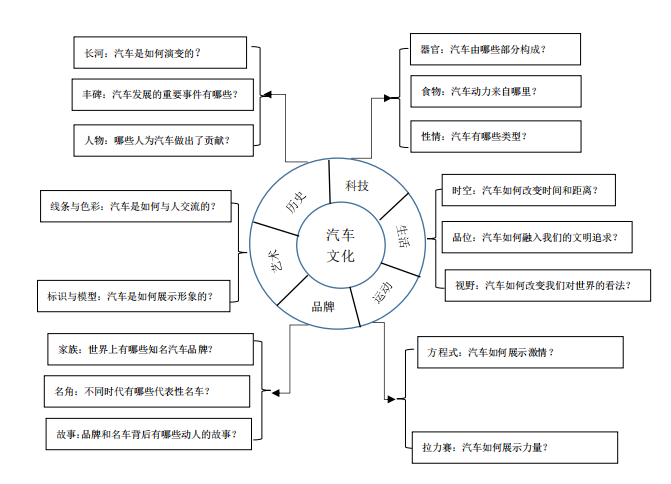 长河：汽车是如何演变的？
丰碑：汽车发展的重要事件有哪些？
人物：哪些人为汽车做出了贡献？
器官：汽车由哪些部分构成？
食物：汽车动力来自哪里？
性情：汽车有哪些类型？
历史
科技
线条与色彩：汽车是如何与人交流的？
标识与模型：汽车是如何展示形象的？
艺术
汽车
文化
生活
时空：汽车如何改变时间和距离？
品位：汽车如何融入我们的文明追求？
视野：汽车如何改变我们对世界的看法？
品牌
运动
家族：世界上有哪些知名汽车品牌？
名角：不同时代有哪些代表性名车？
故事：品牌和名车背后有哪些动人的故事？
方程式：汽车如何展示激情？
拉力赛：汽车如何展示力量？